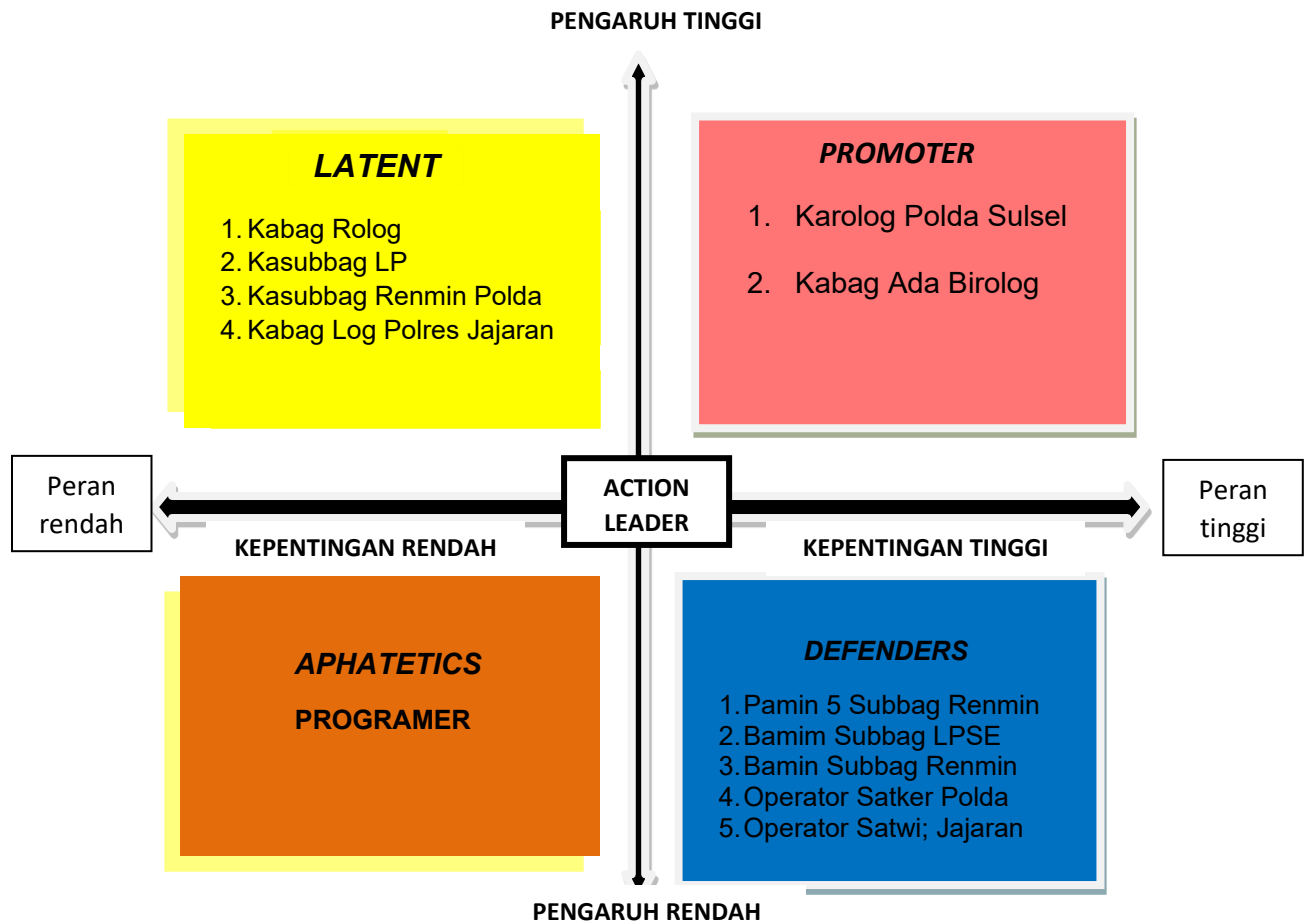 PENGARUH TINGGI
LATENT
1. Kabag Rolog
2. Kasubbag LP
3. Kasubbag Renmin Polda
4. Kabag Log Polres Jajaran
PROMOTER
1. Karolog Polda Sulsel
2. Kabag Ada Birolog
Peran
rendah
ACTION
LEADER
Peran
tinggi
KEPENTINGAN RENDAH
KEPENTINGAN TINGGI
APHATETICS
PROGRAMER
DEFENDERS
1. Pamin 5 Subbag Renmin
2. Bamim Subbag LPSE
3. Bamin Subbag Renmin
4. Operator Satker Polda
5. Operator Satwi; Jajaran
PENGARUH RENDAH